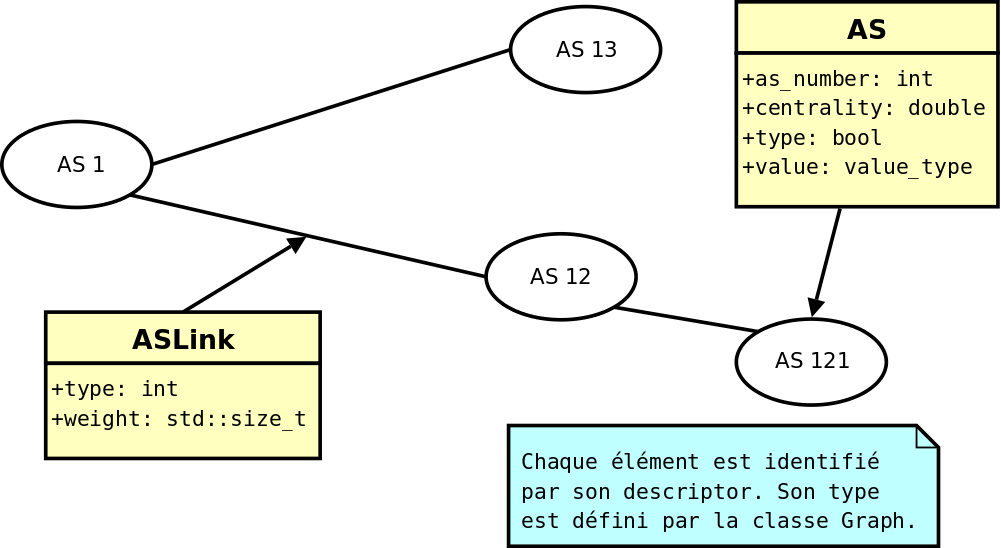 AS 13
AS
+as_number: int
+centrality: double
+type: bool
+value: value_type
AS 1
AS 12
ASLink
+type: int
+weight: std::size_t
AS 121
Chaque élément est identifié
par son descriptor. Son type
est défini par la classe Graph.